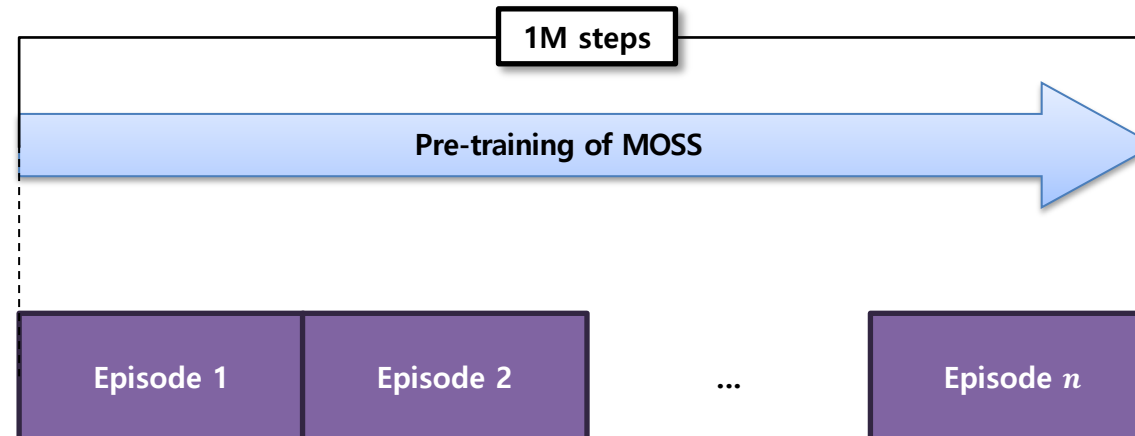 1M steps
Pre-training of MOSS
Episode 1
Episode 2
...
Episode n